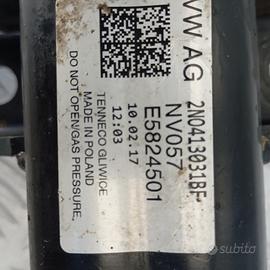 VW AG
2N0413031BF
NV057
E5824501
10.02.17
12:03
TENNECO GLIWICE
MADE IN POLAND
DO NOT OPEN/GAS PRESSURE,
subito